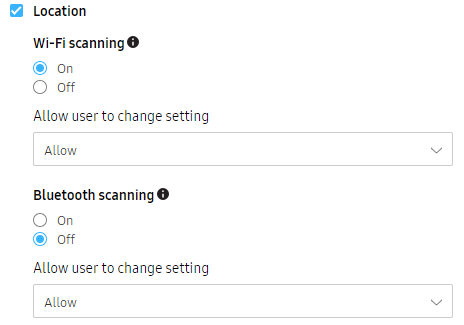 Location
Wi-Fi scanning
On
Off
Allow user to change setting
Allow
Bluetooth scanning
On
Off
Allow user to change setting
Allow